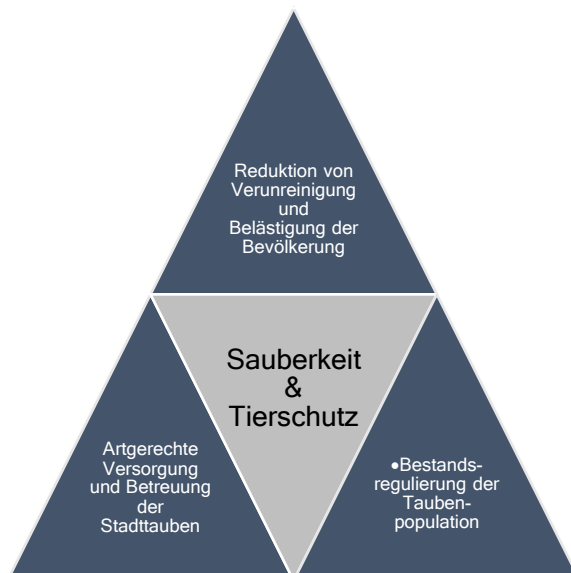 Reduktion von
Verunreinigung
und
Belästigung der
Bevölkerung
Sauberkeit
&
Tierschutz
Artgerechte
Versorgung
und Betreuung
der
Stadttauben
•Bestands-
regulierung der
Tauben-
population